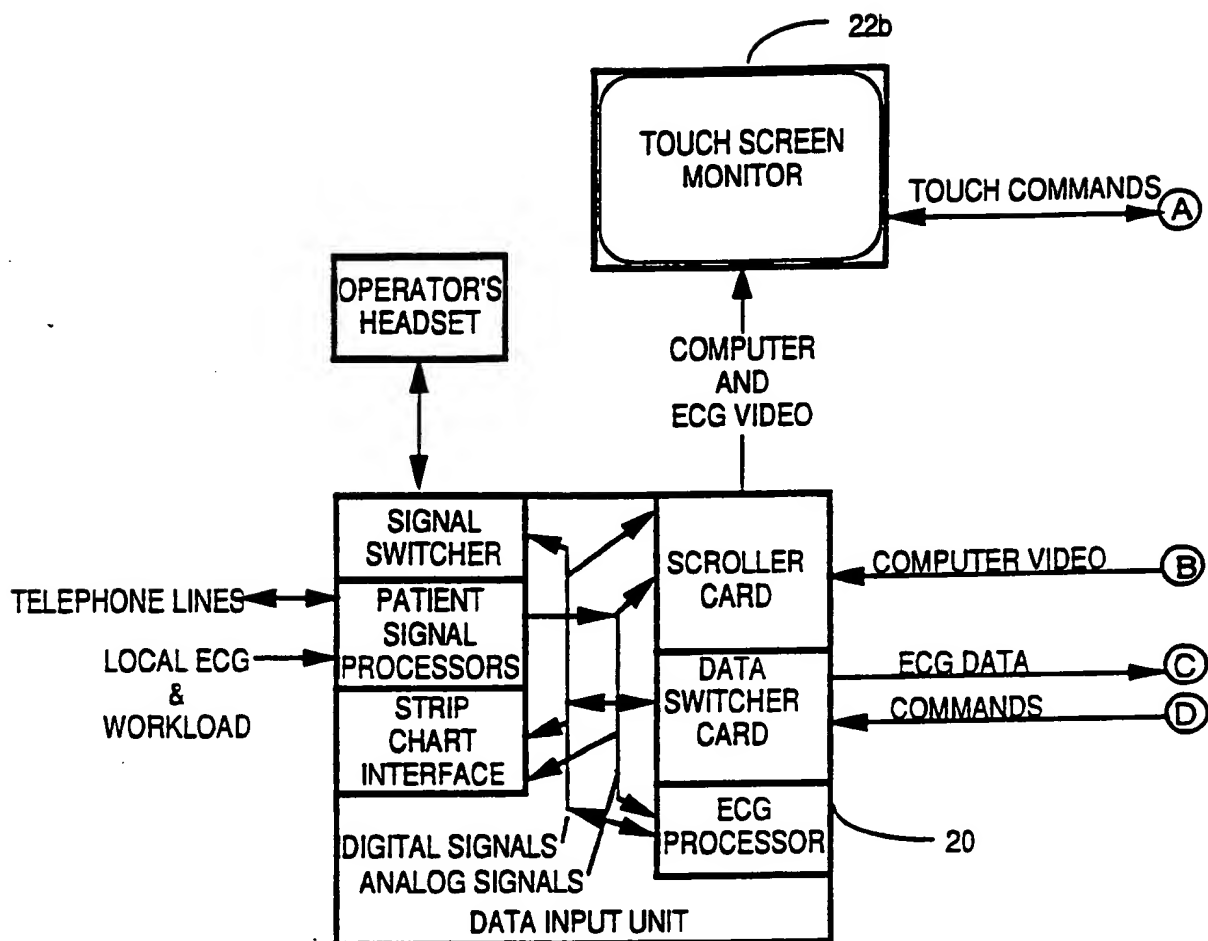 22b
TOUCH SCREEN
MONITOR
TOUCH COMMANDS
A
OPERATOR'S
HEADSET
COMPUTER
AND
ECG VIDEO
SIGNAL
SWITCHER
SCROLLER
CARD
COMPUTER VIDEO
B
TELEPHONE LINES
PATIENT
SIGNAL
PROCESSORS
LOCAL ECG
&
WORKLOAD
DATA
SWITCHER
CARD
ECG DATA
C
COMMANDS
D
STRIP
CHART
INTERFACE
ECG
PROCESSOR
20
DIGITAL SIGNALS
ANALOG SIGNALS
DATA INPUT UNIT